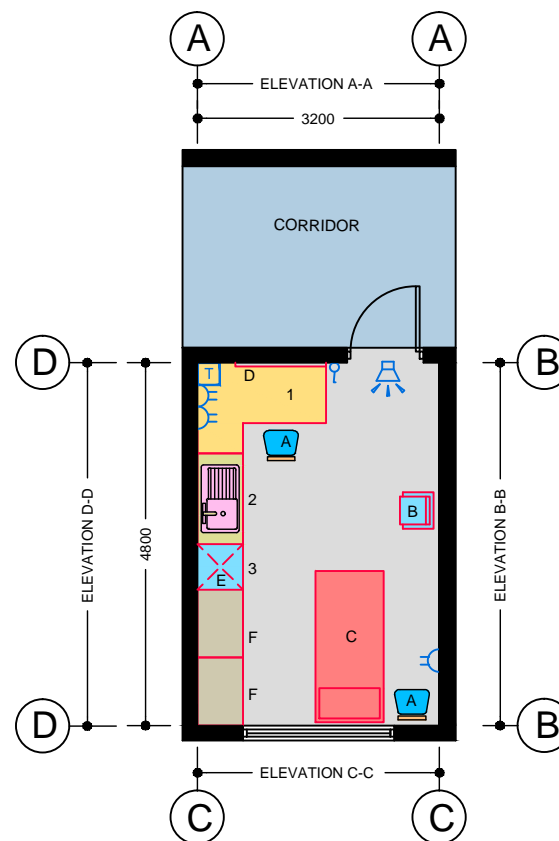 A A
ELEVATION A-A
3200
CORRIDOR
D B
T D
1
A
ELEVATION D-D
4800
2
B
ELEVATION B-B
3
E
F
C
F
A
D B
ELEVATION C-C
C C